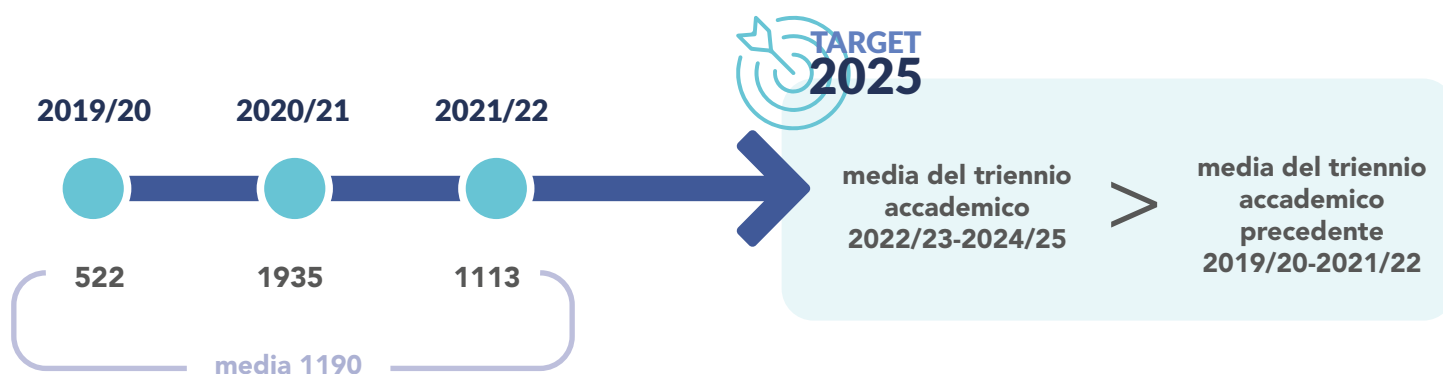 TARGET
2025
2019/20
2020/21
2021/22
522
1935
1113
media 1190
media del triennio
accademico
2022/23-2024/25
>
media del triennio
accademico
precedente
2019/20-2021/22